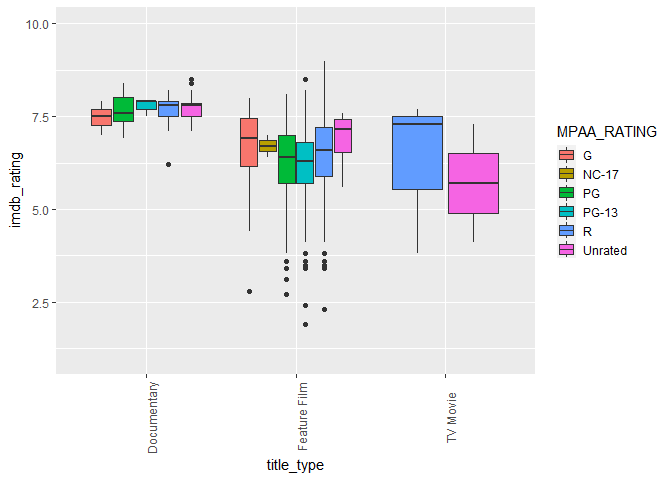 10.0
7.5
5.0
2.5
imdb_rating
Documentary
Feature Film
TV Movie
title_type
MPAA_RATING
G
NC-17
PG
PG-13
R
Unrated